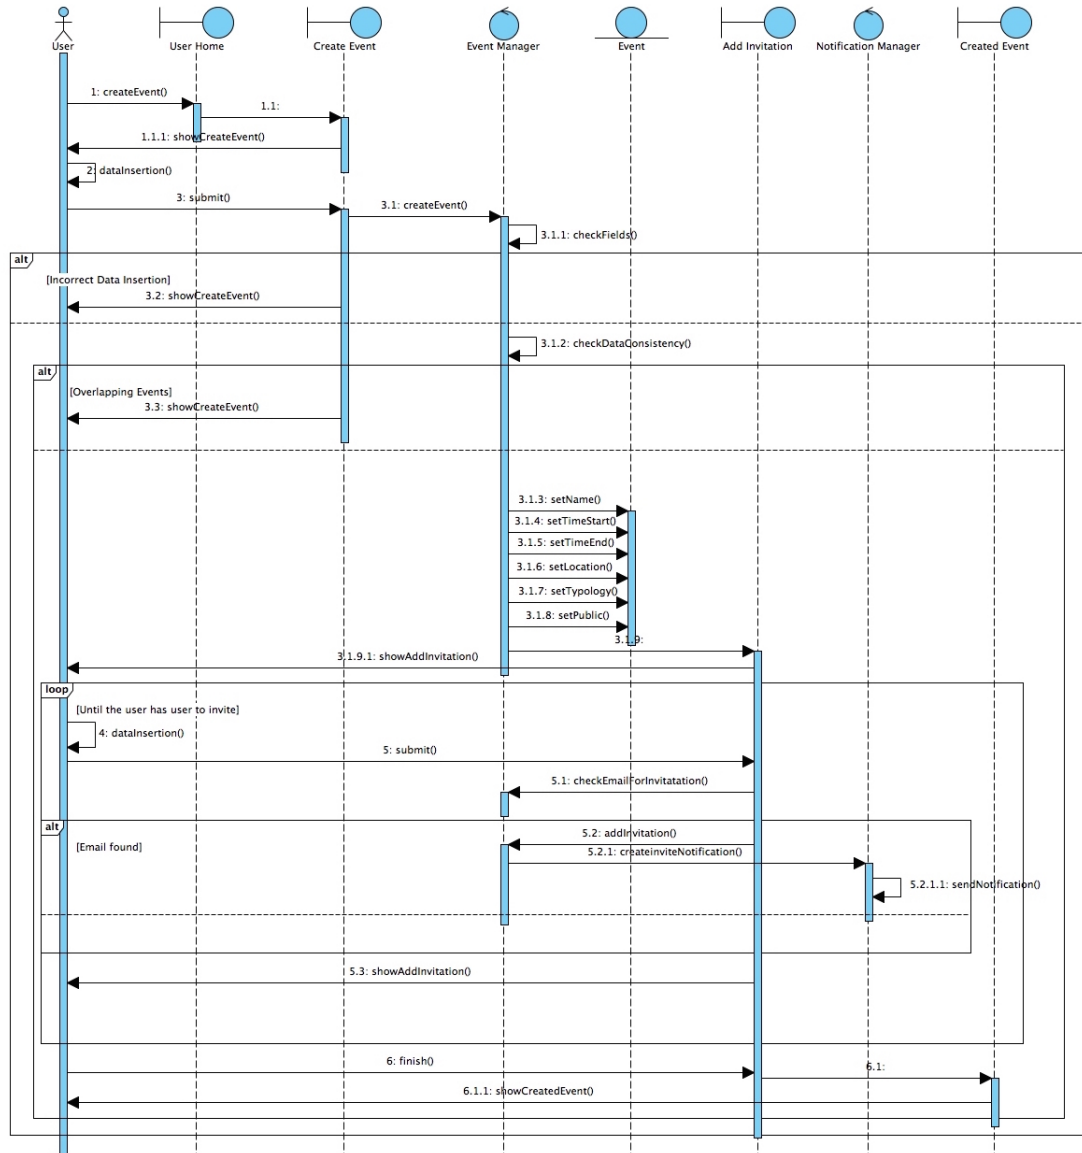 User
User Home
Create Event
Event Manager
Event
Add Invitation
Notification Manager
Created Event
1: createEvent()
1.1:
1.1.1: showCreateEvent()
2: dataInsertion()
3: submit()
3.1: createEvent()
3.1.1: checkFields()
alt
[Incorrect Data Insertion]
3.2: showCreateEvent()
3.1.2: checkDataConsistency()
alt
[Overlapping Events]
3.3: showCreateEvent()
3.1.3: setName()
3.1.4: setTimeStart()
3.1.5: setTimeEnd()
3.1.6: setLocation()
3.1.7: setTypology()
3.1.8: setPublic()
3.1.9:
3.1.9.1: showAddInvitation()
loop
[Until the user has user to invite]
4: dataInsertion()
5: submit()
5.1: checkEmailForInvitatation()
alt
[Email found]
5.2: addInvitation()
5.2.1: createinviteNotification()
5.2.1.1: sendNotification()
5.3: showAddInvitation()
6: finish()
6.1:
6.1.1: showCreatedEvent()